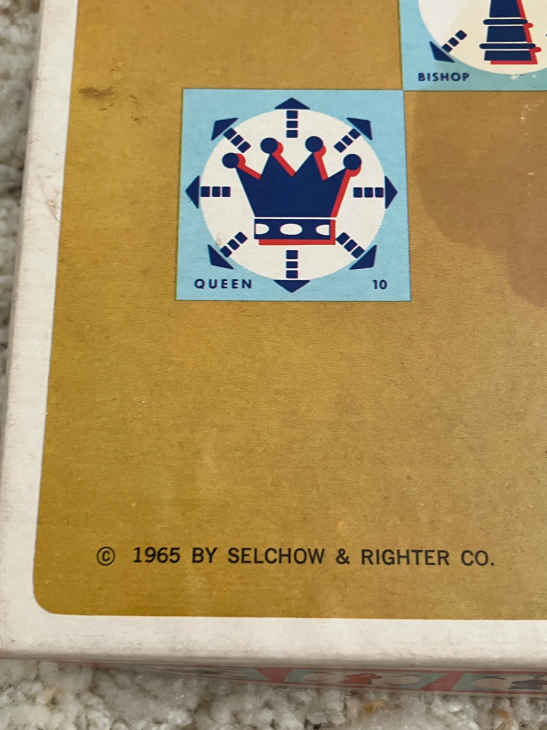 BISHOP
QUEEN 10
© 1965 BY SELCHOW & RIGHTER CO.